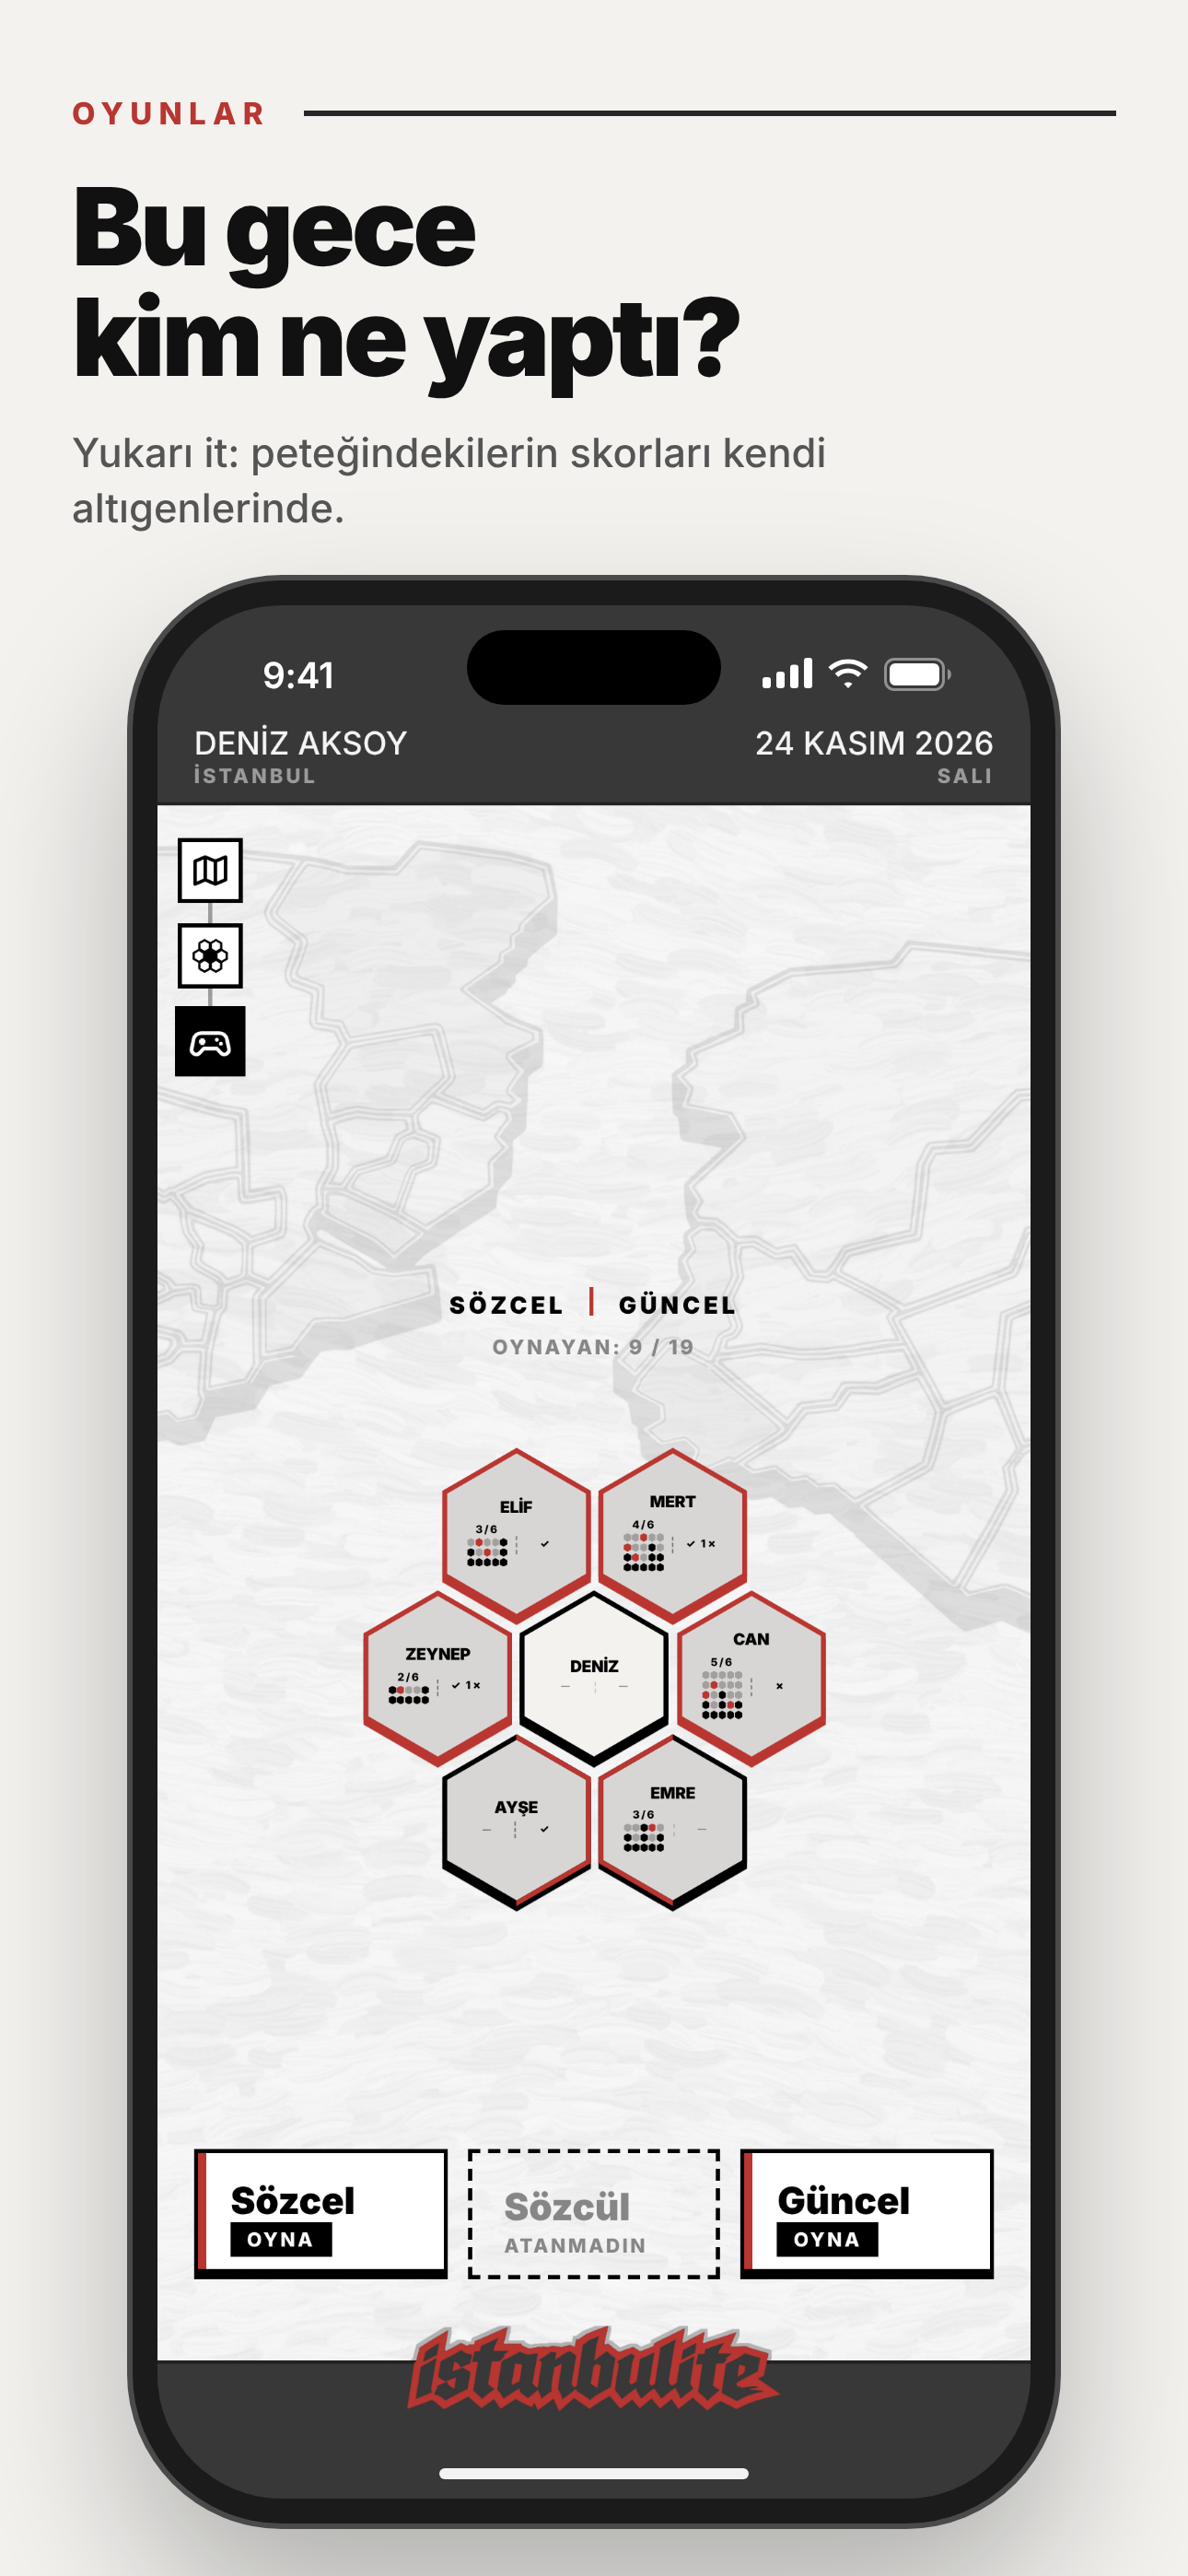 OYUNLAR
Bu gece
kim ne yaptı?
Yukarı it: peteğindekilerin skorları kendi
altıgenlerinde.
9:41
DENİZ AKSOY
24 KASIM 2026
İSTANBUL
SALI
SÖZCEL | GÜNCEL
OYNAYAN: 9 / 19
ELİF
3/6
✓
MERT
4/6
✓ 1×
ZEYNEP
2/6
✓ 1×
DENİZ
– –
CAN
5/6
×
AYŞE
– ✓
EMRE
3/6
–
Sözcel
OYNA
Sözcül
ATANMADIN
Güncel
OYNA
istanbulite